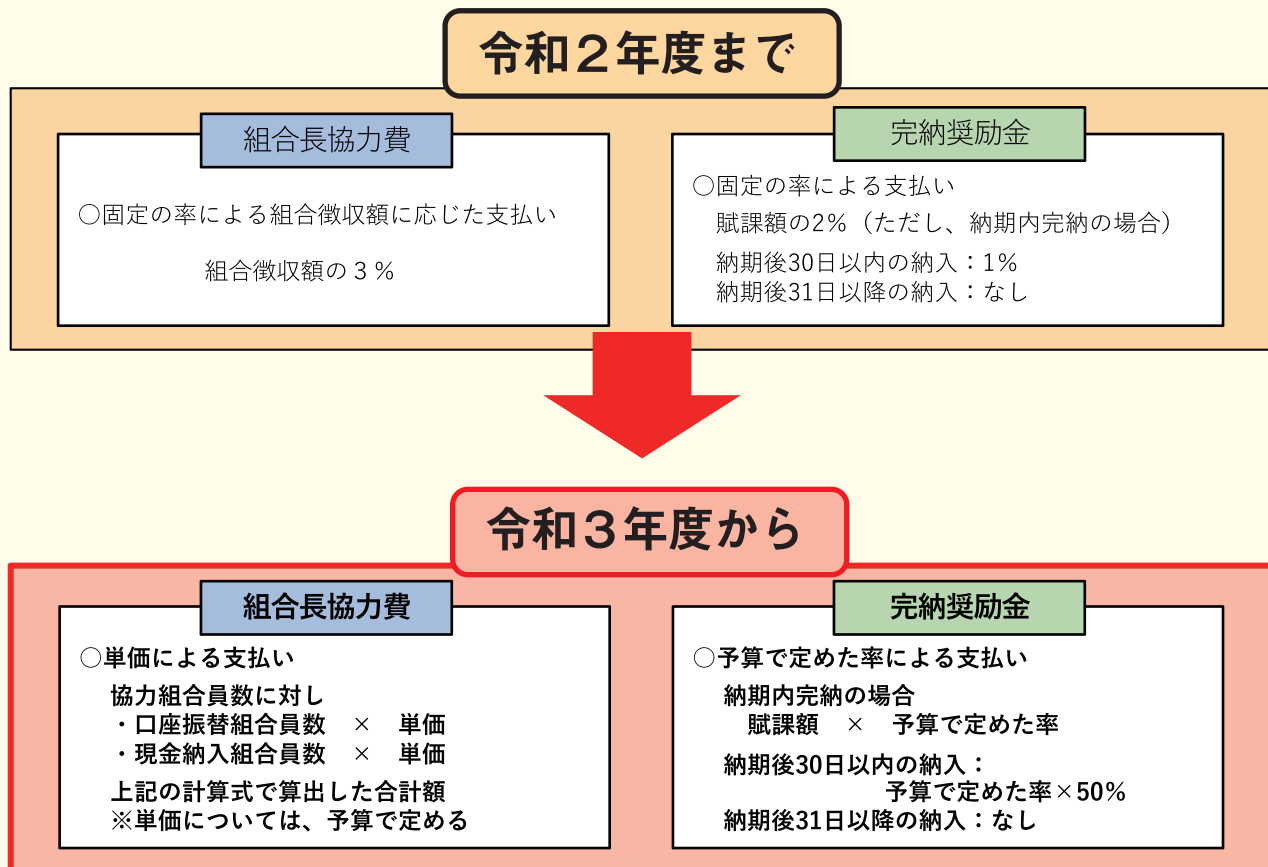 令和２年度まで
組合長協力費
○固定の率による組合徴収額に応じた支払い
組合徴収額の３％
完納奨励金
○固定の率による支払い
賦課額の2％（ただし、納期内完納の場合）
納期後30日以内の納入：1％
納期後31日以降の納入：なし
令和３年度から
組合長協力費
○単価による支払い
協力組合員数に対し
・口座振替組合員数　×　単価
・現金納入組合員数　×　単価
上記の計算式で算出した合計額
※単価については、予算で定める
完納奨励金
○予算で定めた率による支払い
納期内完納の場合
賦課額　×　予算で定めた率
納期後30日以内の納入：
予算で定めた率×50％
納期後31日以降の納入：なし